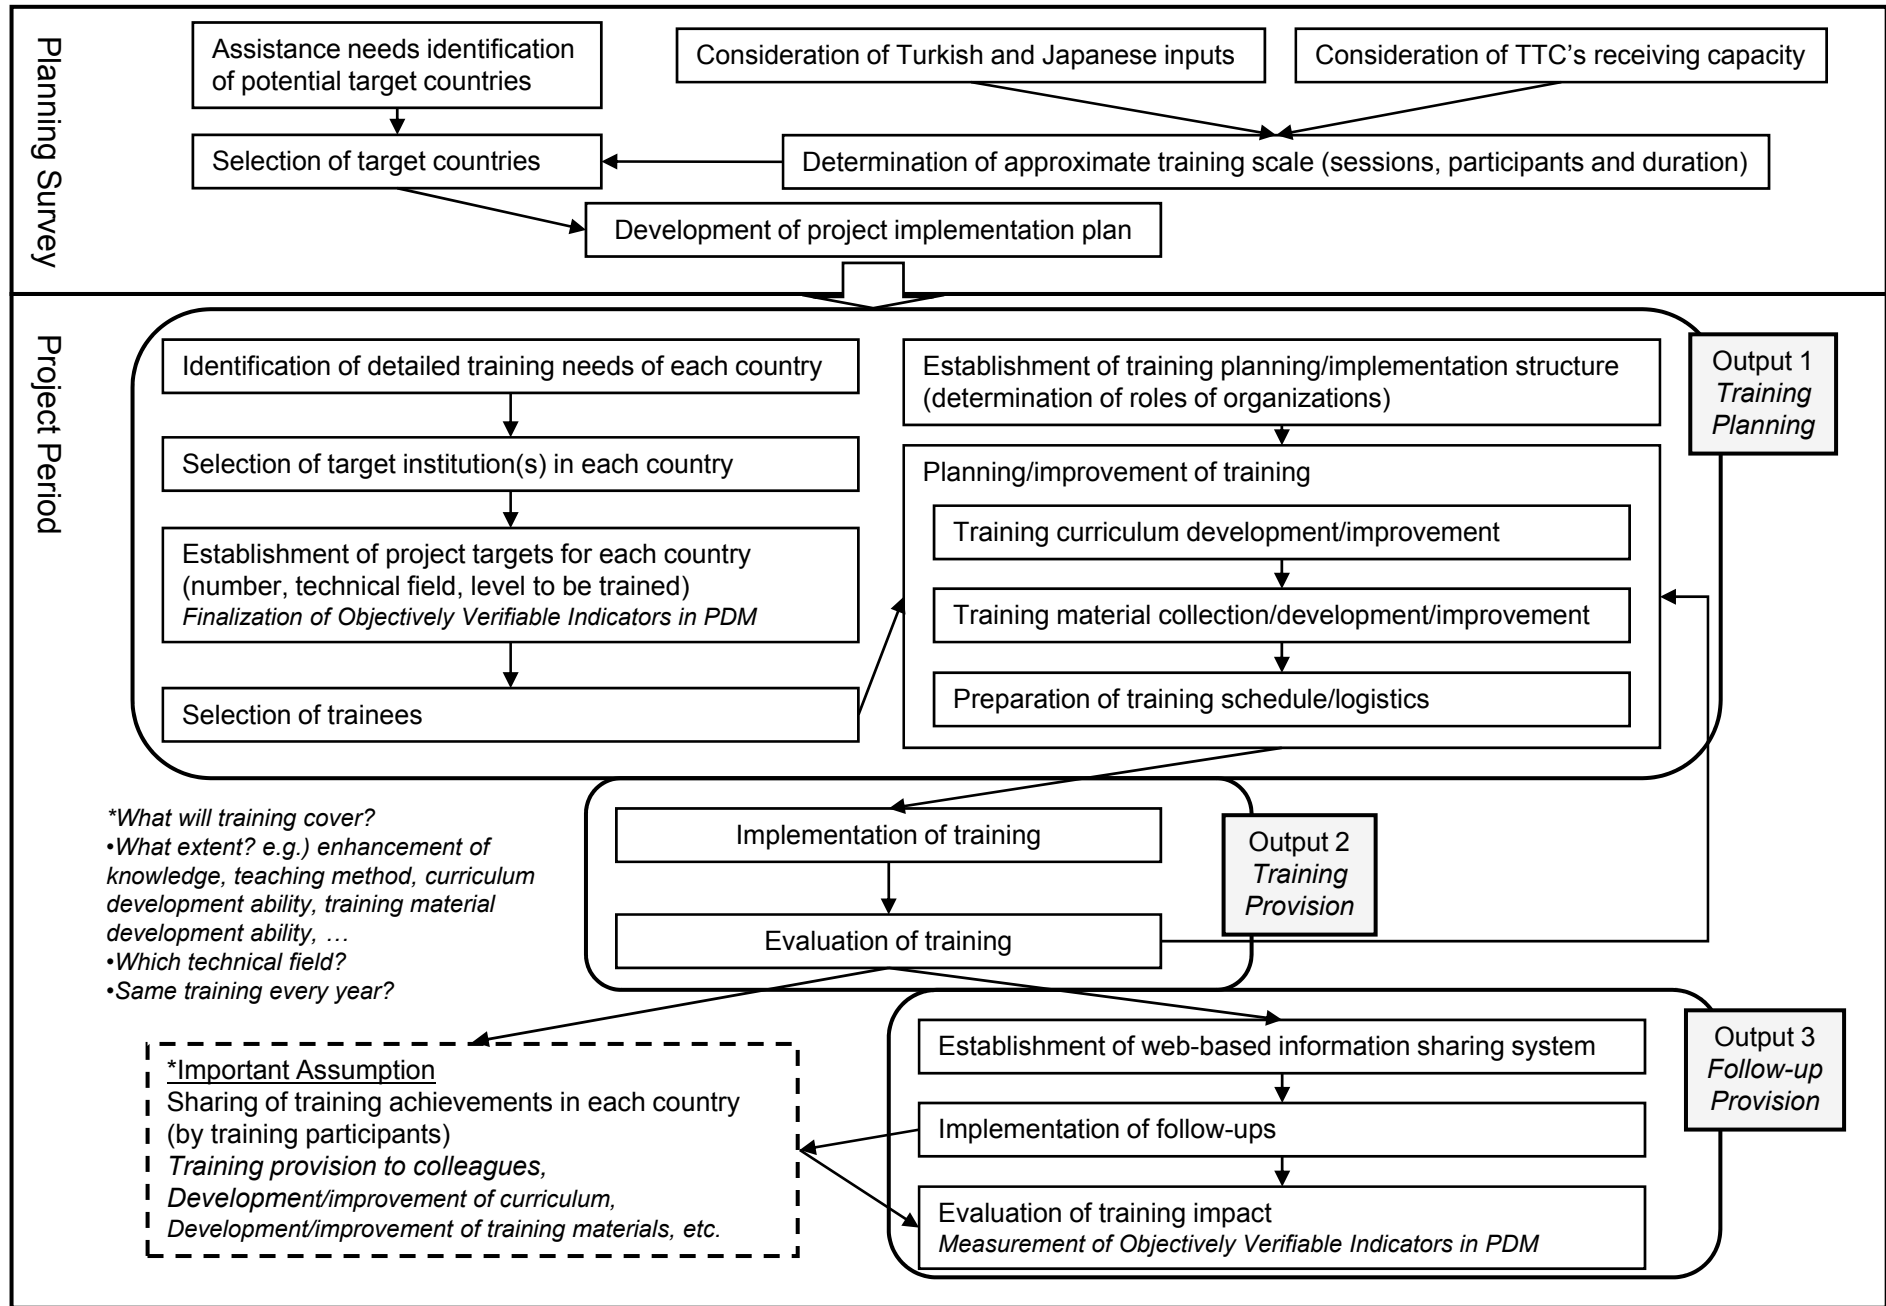 Planning Survey
Assistance needs identification
of potential target countries
Consideration of Turkish and Japanese inputs
Consideration of TTC's receiving capacity
Selection of target countries
Determination of approximate training scale (sessions, participants and duration)
Development of project implementation plan
Project Period
Identification of detailed training needs of each country
Selection of target institution(s) in each country
Establishment of project targets for each country
(number, technical field, level to be trained)
Finalization of Objectively Verifiable Indicators in PDM
Selection of trainees
Establishment of training planning/implementation structure
(determination of roles of organizations)
Planning/improvement of training
Training curriculum development/improvement
Training material collection/development/improvement
Preparation of training schedule/logistics
Output 1
Training
Planning
*What will training cover?
•What extent? e.g.) enhancement of
knowledge, teaching method, curriculum
development ability, training material
development ability, …
•Which technical field?
•Same training every year?
Implementation of training
Evaluation of training
Output 2
Training
Provision
*Important Assumption
Sharing of training achievements in each country
(by training participants)
Training provision to colleagues,
Development/improvement of curriculum,
Development/improvement of training materials, etc.
Establishment of web-based information sharing system
Implementation of follow-ups
Evaluation of training impact
Measurement of Objectively Verifiable Indicators in PDM
Output 3
Follow-up
Provision